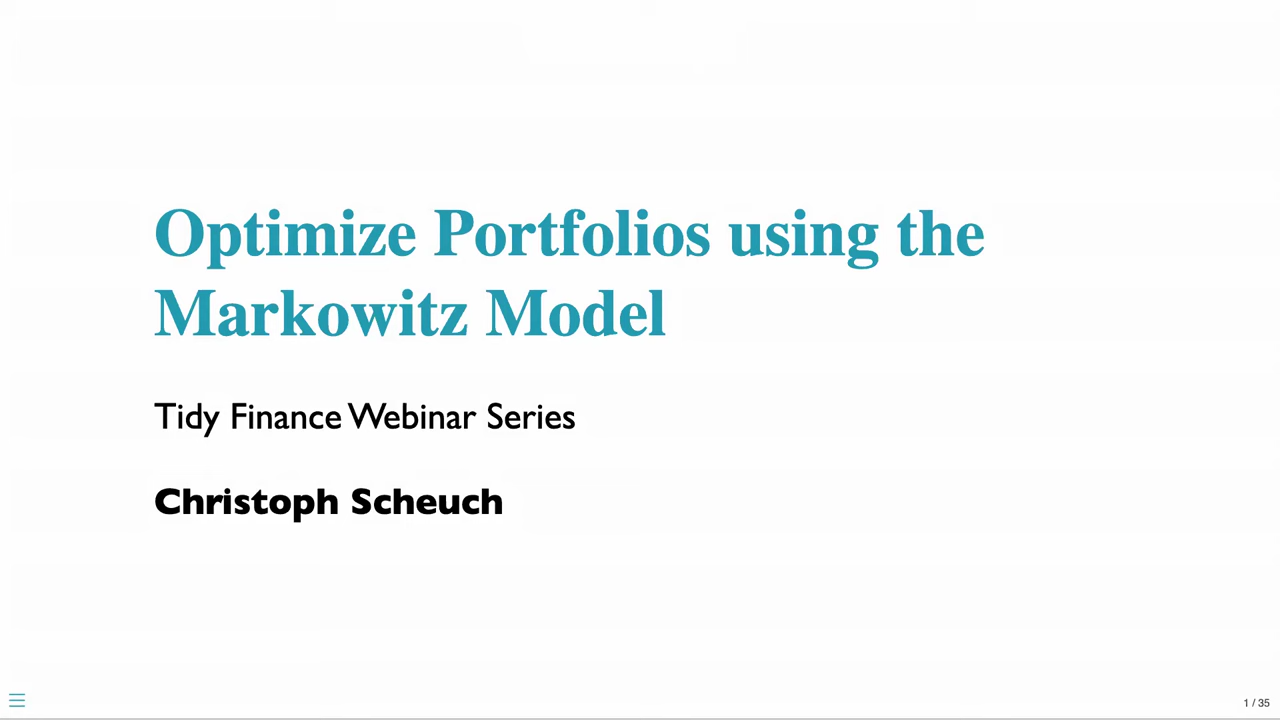 Optimize Portfolios using the
Markowitz Model
Tidy Finance Webinar Series
Christoph Scheuch
1 / 35